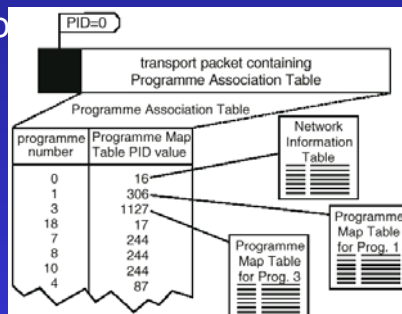 PID=0
transport packet containing
Programme Association Table
Programme Association Table
programme number
Programme Map Table PID value
0 16
1 306
3 1127
18 17
7 244
8 244
10 244
4 87
Network
Information
Table
Programme
Map Table
for Prog. 1
Programme
Map Table
for Prog. 3